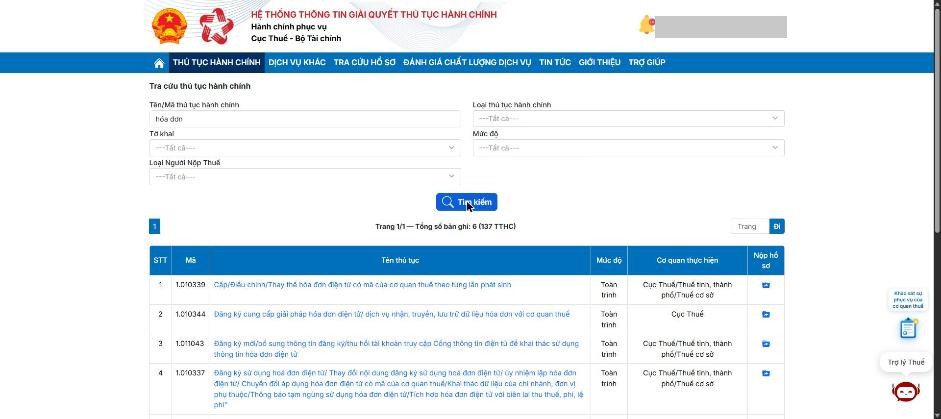 HỆ THỐNG THÔNG TIN GIẢI QUYẾT THỦ TỤC HÀNH CHÍNH
Hành chính phục vụ
Cục Thuế - Bộ Tài chính
THỦ TỤC HÀNH CHÍNH DỊCH VỤ KHÁC TRA CỨU HỒ SƠ ĐÁNH GIÁ CHẤT LƯỢNG DỊCH VỤ TIN TỨC GIỚI THIỆU TRỢ GIÚP
Tra cứu thủ tục hành chính
Tên/Mã thủ tục hành chính
hóa đơn
Loại thủ tục hành chính
---Tất cả----
Tờ khai
---Tất cả----
Mức độ
---Tất cả----
Loại Người Nộp Thuế
---Tất cả----
Tìm kiếm
1
Trang 1/1 — Tổng số bản ghi: 6 (137 TTHC)
Trang Đi
STT Mã Tên thủ tục Mức độ Cơ quan thực hiện Nộp hồ sơ
1 1.010339 Cấp/Điều chỉnh/Thay thế hóa đơn điện tử có mã của cơ quan thuế theo từng lần phát sinh Toàn trình Cục Thuế/Thuế tỉnh, thành phố/Thuế cơ sở
2 1.010344 Đăng ký cung cấp giải pháp hóa đơn điện tử/ dịch vụ nhận, truyền, lưu trữ dữ liệu hóa đơn với cơ quan thuế Toàn trình Cục Thuế
3 1.011043 Đăng ký mới/bổ sung thông tin đăng ký/thu hồi tài khoản truy cập Cổng thông tin điện tử để khai thác sử dụng thông tin hóa đơn điện tử Toàn trình Cục Thuế/Thuế tỉnh, thành phố/Thuế cơ sở
4 1.010337 Đăng ký sử dụng hoá đơn điện tử/ Thay đổi nội dung đăng ký sử dụng hoá đơn điện tử/ ủy nhiệm lập hóa đơn điện tử/ Chuyển đổi áp dụng hóa đơn điện tử có mã của cơ quan thuế/Khai thác dữ liệu của chi nhánh, đơn vị phụ thuộc/Thông báo tạm ngừng sử dụng hóa đơn điện tử/Tích hợp hóa đơn điện tử với biên lai thu thuế, phí, lệ phí" Toàn trình Cục Thuế/Thuế tỉnh, thành phố/Thuế cơ sở
Khảo sát sự
phục vụ của
cơ quan thuế
Trợ lý Thuế